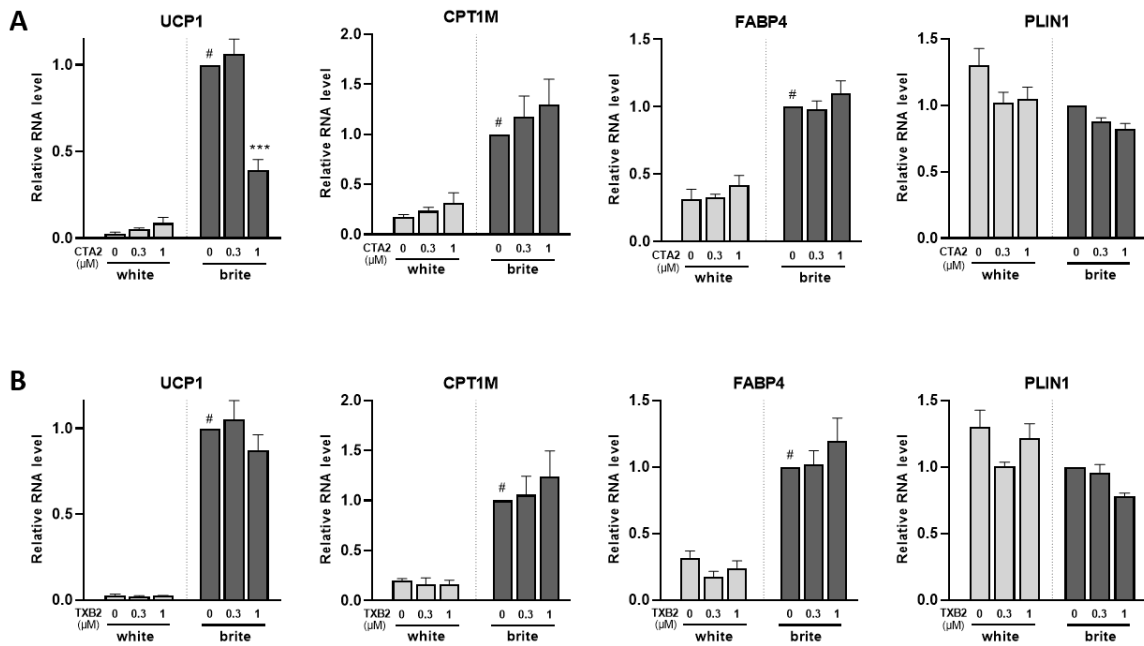 A
UCP1
Relative RNA level
1.0
0.5
0.0
#
***
CTA2 0 0.3 1 0 0.3 1
(µM)
white brite
CPT1M
Relative RNA level
2.0
1.5
1.0
0.5
0.0
#
CTA2 0 0.3 1 0 0.3 1
(µM)
white brite
FABP4
Relative RNA level
1.5
1.0
0.5
0.0
#
CTA2 0 0.3 1 0 0.3 1
(µM)
white brite
PLIN1
Relative RNA level
1.5
1.0
0.5
0.0
CTA2 0 0.3 1 0 0.3 1
(µM)
white brite
B
UCP1
Relative RNA level
1.0
0.5
0.0
#
TXB2 0 0.3 1 0 0.3 1
(µM)
white brite
CPT1M
Relative RNA level
2.0
1.5
1.0
0.5
0.0
#
TXB2 0 0.3 1 0 0.3 1
(µM)
white brite
FABP4
Relative RNA level
1.5
1.0
0.5
0.0
#
TXB2 0 0.3 1 0 0.3 1
(µM)
white brite
PLIN1
Relative RNA level
1.5
1.0
0.5
0.0
TXB2 0 0.3 1 0 0.3 1
(µM)
white brite